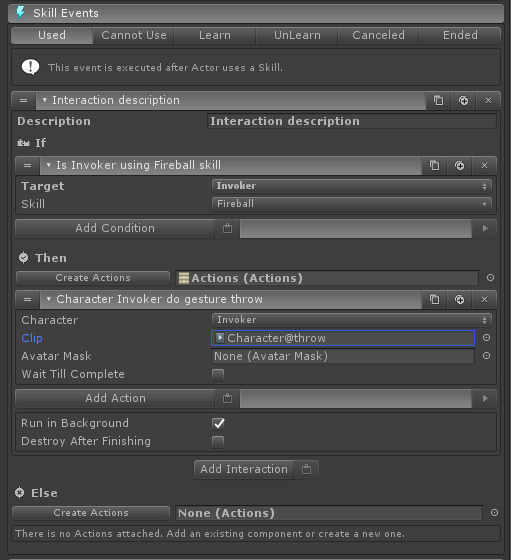 Skill Events
Used Cannot Use Learn UnLearn Canceled Ended
This event is executed after Actor uses a Skill.
Interaction description
Description Interaction description
If
Is Invoker using Fireball skill
Target Invoker
Skill Fireball
Add Condition
Then
Create Actions Actions (Actions)
Character Invoker do gesture throw
Character Invoker
Clip Character@throw
Avatar Mask None (Avatar Mask)
Wait Till Complete
Add Action
Run in Background
Destroy After Finishing
Add Interaction
Else
Create Actions None (Actions)
There is no Actions attached. Add an existing component or create a new one.